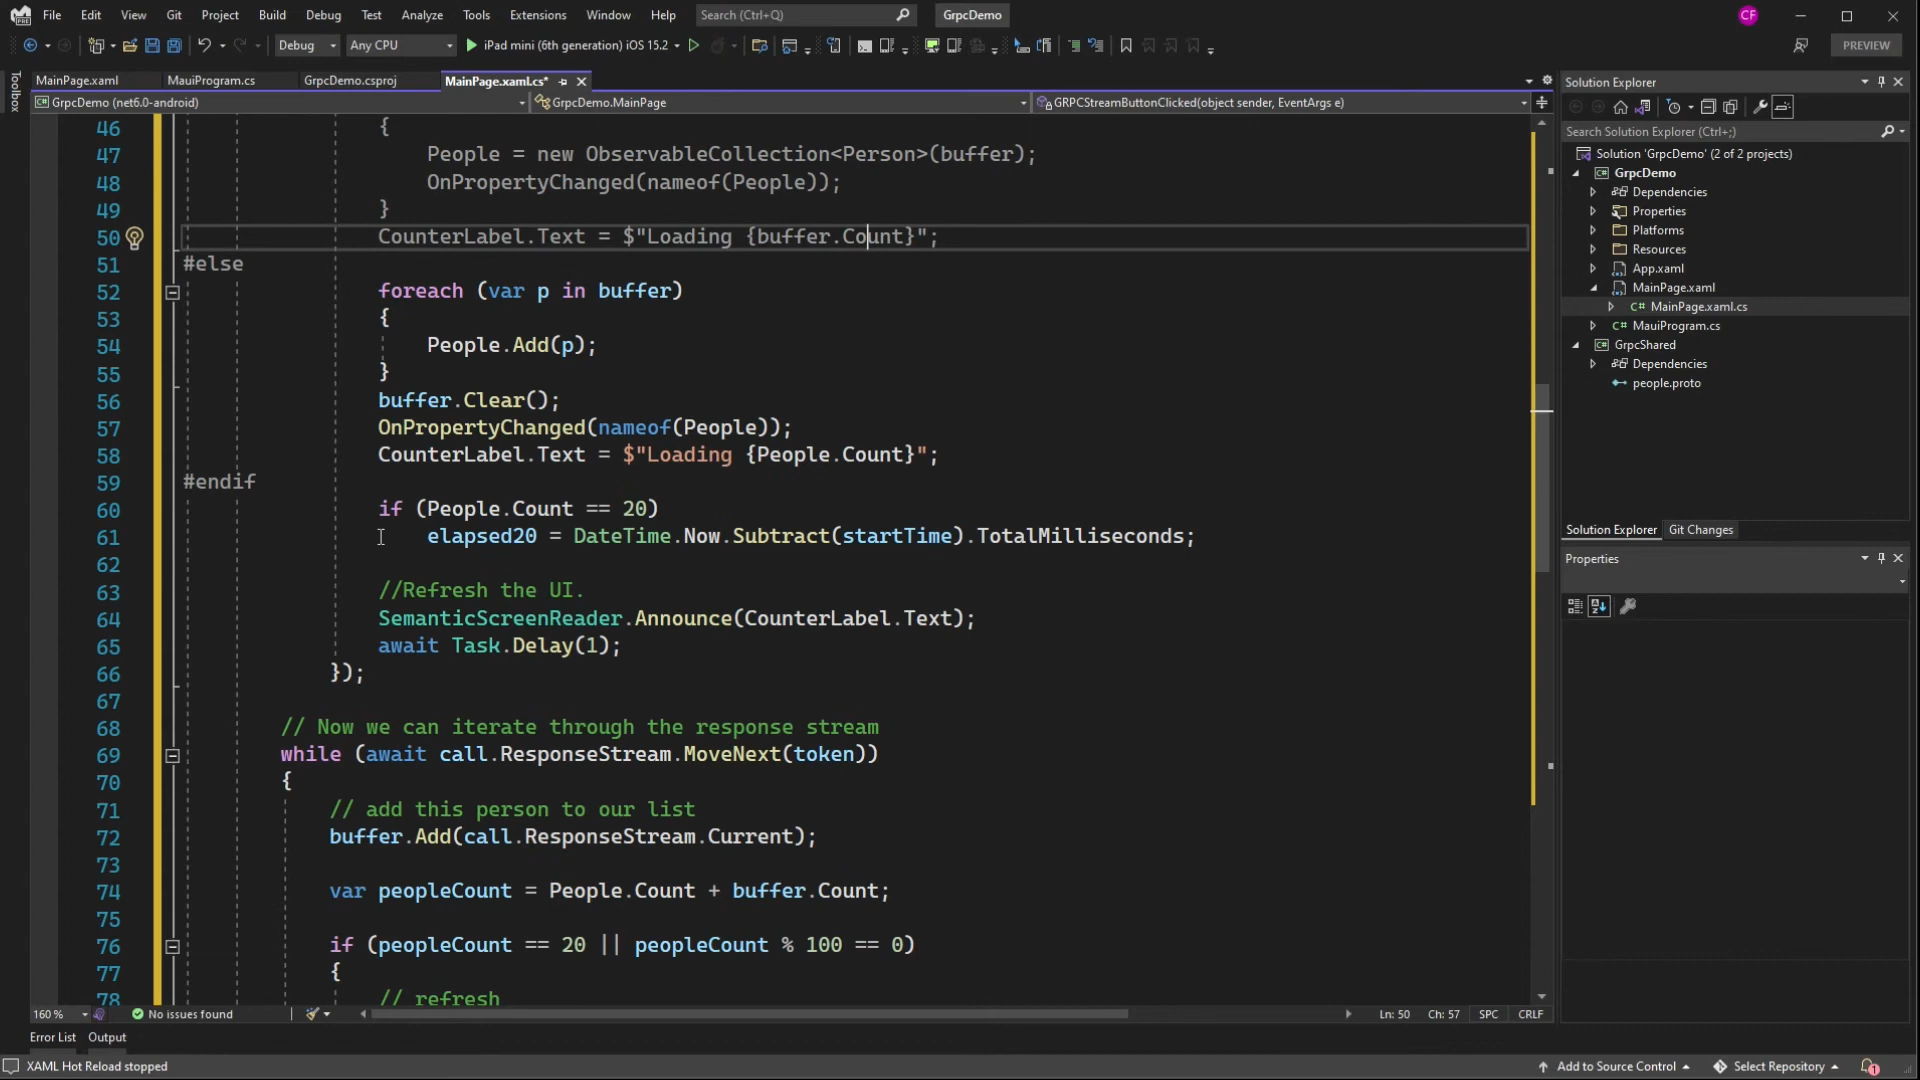 File Edit View Git Project Build Debug Test Analyze Tools Extensions Window Help Search (Ctrl+Q) GrpcDemo CF
Debug Any CPU iPad mini (6th generation) iOS 15.2 PREVIEW
Toolbox
MainPage.xaml MauiProgram.cs GrpcDemo.csproj MainPage.xaml.cs*
GrpcDemo (net6.0-android) GrpcDemo.MainPage GRPCStreamButtonClicked(object sender, EventArgs e)
46 {
47 People = new ObservableCollection<Person>(buffer);
48 OnPropertyChanged(nameof(People));
49 }
50 CounterLabel.Text = $"Loading {buffer.Count}";
51 #else
52 foreach (var p in buffer)
53 {
54 People.Add(p);
55 }
56 buffer.Clear();
57 OnPropertyChanged(nameof(People));
58 CounterLabel.Text = $"Loading {People.Count}";
59 #endif
60 if (People.Count == 20)
61 elapsed20 = DateTime.Now.Subtract(startTime).TotalMilliseconds;
62
63 //Refresh the UI.
64 SemanticScreenReader.Announce(CounterLabel.Text);
65 await Task.Delay(1);
66 });
67
68 // Now we can iterate through the response stream
69 while (await call.ResponseStream.MoveNext(token))
70 {
71 // add this person to our list
72 buffer.Add(call.ResponseStream.Current);
73
74 var peopleCount = People.Count + buffer.Count;
75
76 if (peopleCount == 20 || peopleCount % 100 == 0)
77 {
78 // refresh
160 % No issues found Ln: 50 Ch: 57 SPC CRLF
Error List Output
XAML Hot Reload stopped Add to Source Control Select Repository 1
Solution Explorer
Search Solution Explorer (Ctrl+;)
Solution 'GrpcDemo' (2 of 2 projects)
GrpcDemo
Dependencies
Properties
Platforms
Resources
App.xaml
MainPage.xaml
C# MainPage.xaml.cs
C# MauiProgram.cs
GrpcShared
Dependencies
people.proto
Solution Explorer Git Changes
Properties